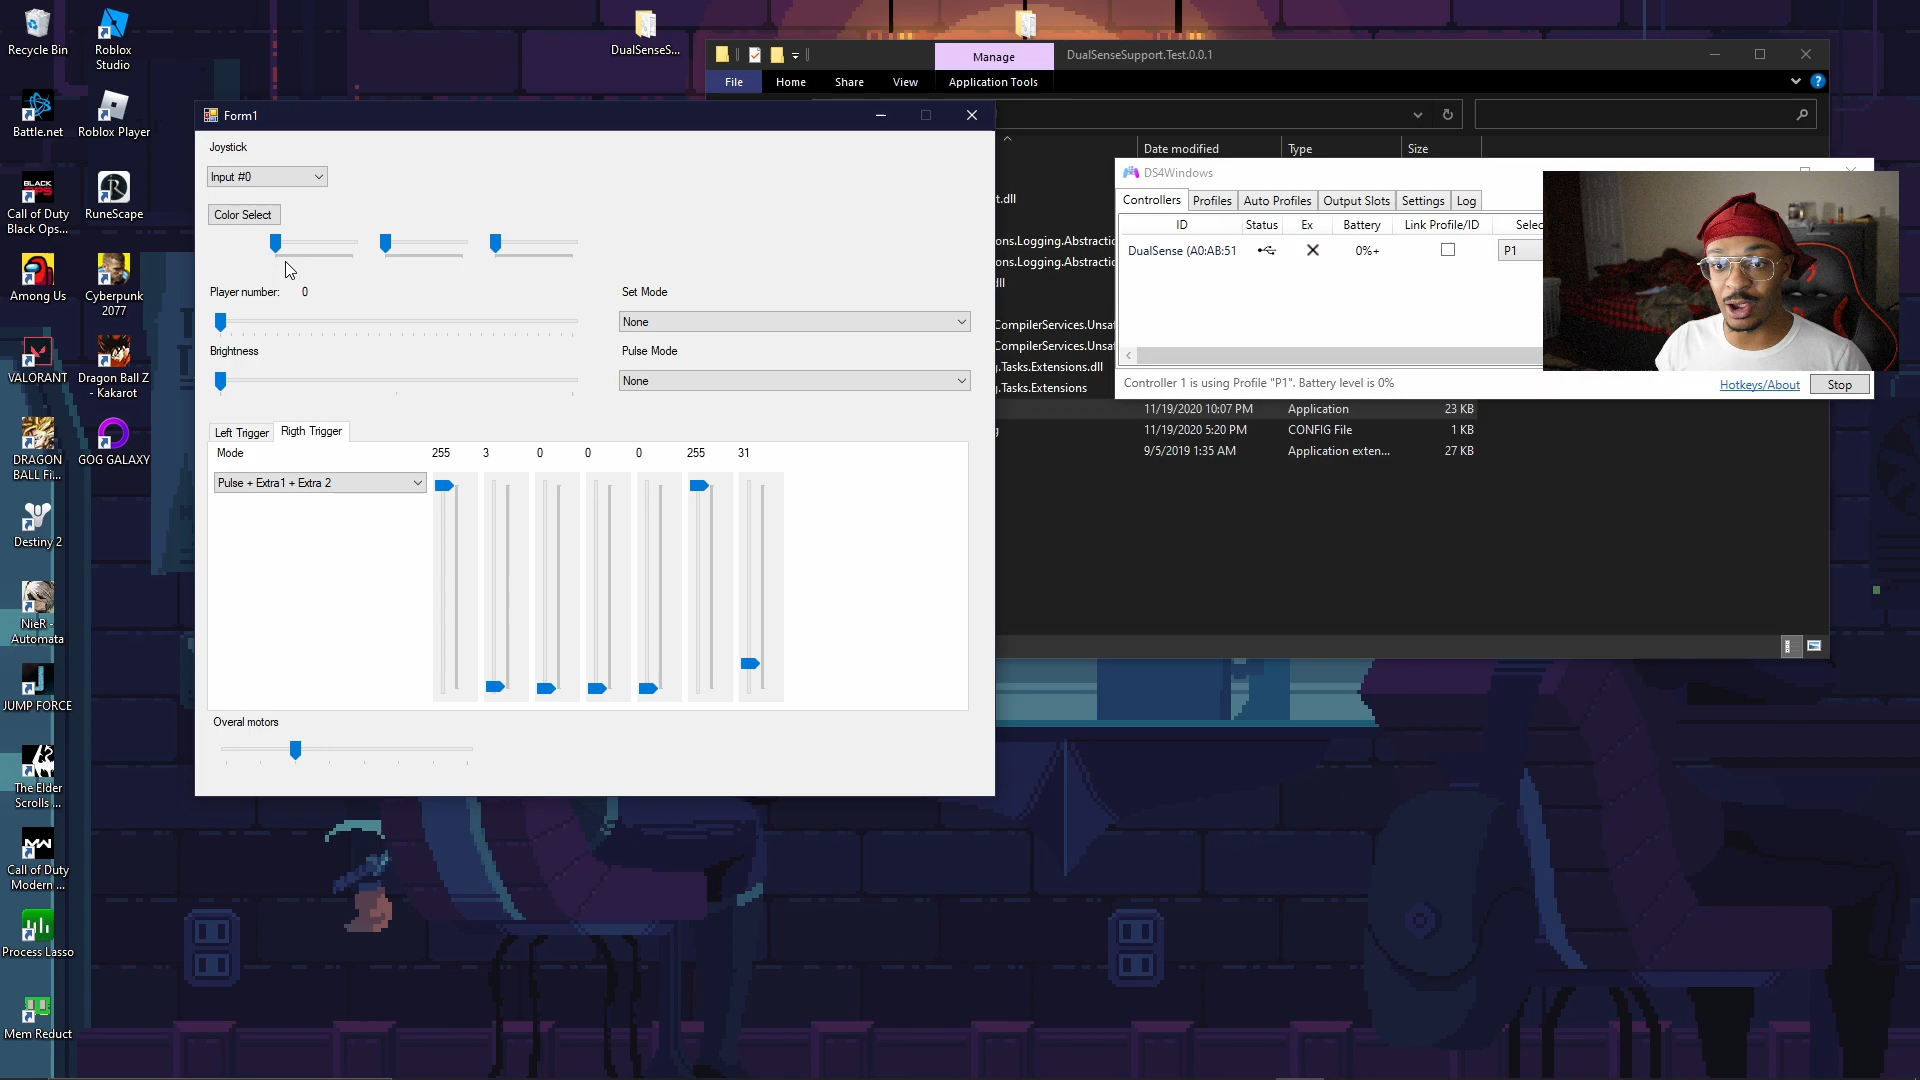 Recycle Bin
Roblox
Studio
Battle.net
Roblox Player
BLACK
OPS
Call of Duty
Black Ops...
RuneScape
Among Us
Cyberpunk
2077
VALORANT
Dragon Ball Z
- Kakarot
DRAGON
BALL Fi...
GOG GALAXY
Destiny 2
NieR -
Automata
JUMP FORCE
The Elder
Scrolls ...
Call of Duty
Modern ...
Process Lasso
Mem Reduct
DualSenseS...
Manage
DualSenseSupport.Test.0.0.1
File
Home
Share
View
Application Tools
Date modified
Type
Size
t.dll
ons.Logging.Abstractic
ons.Logging.Abstractic
CompilerServices.Unsaf
CompilerServices.Unsaf
.Tasks.Extensions.dll
.Tasks.Extensions
11/19/2020 10:07 PM
Application
23 KB
11/19/2020 5:20 PM
CONFIG File
1 KB
9/5/2019 1:35 AM
Application exten...
27 KB
Form1
Joystick
Input #0
Color Select
Player number:
0
Set Mode
None
Brightness
Pulse Mode
None
Left Trigger
Rigth Trigger
Mode
255
3
0
0
0
255
31
Pulse + Extra1 + Extra 2
Overal motors
DS4Windows
Controllers
Profiles
Auto Profiles
Output Slots
Settings
Log
ID
Status
Ex
Battery
Link Profile/ID
Selec
DualSense (A0:AB:51
0%+
P1
Controller 1 is using Profile "P1". Battery level is 0%
Hotkeys/About
Stop